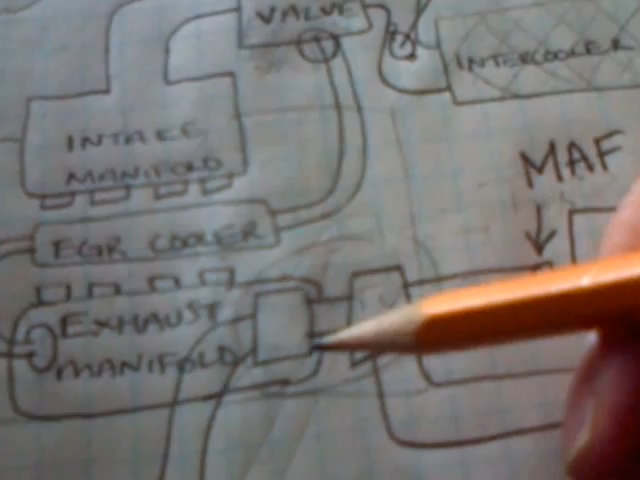 VALVE
INTERCOOLER
INTAKE
MANIFOLD
MAF
EGR COOLER
EXHAUST
MANIFOLD